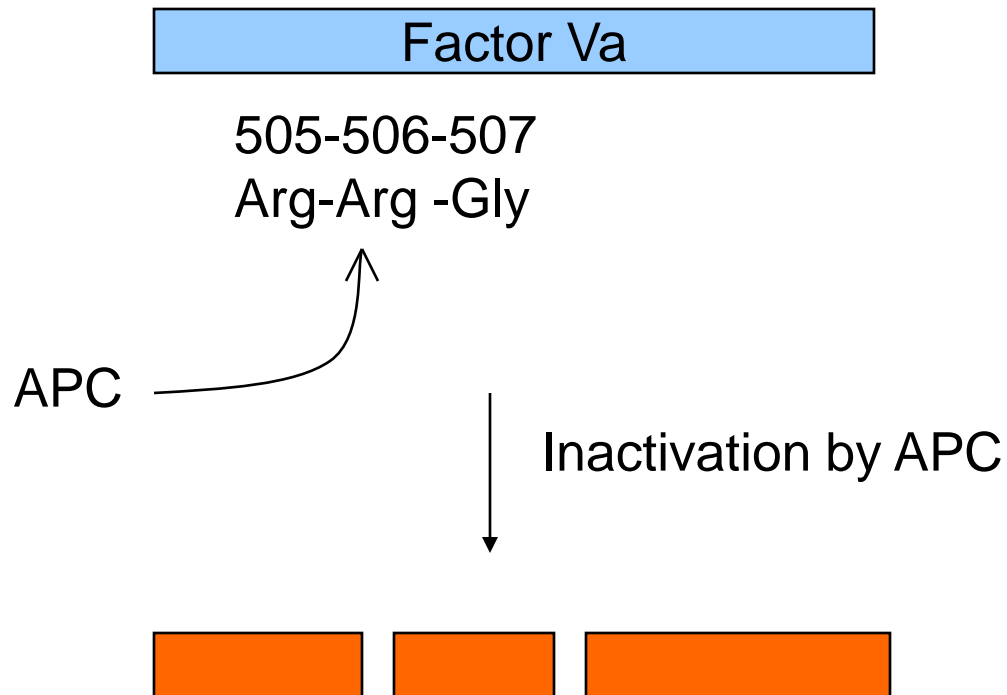 Factor Va
505-506-507
Arg-Arg -Gly
APC
Inactivation by APC